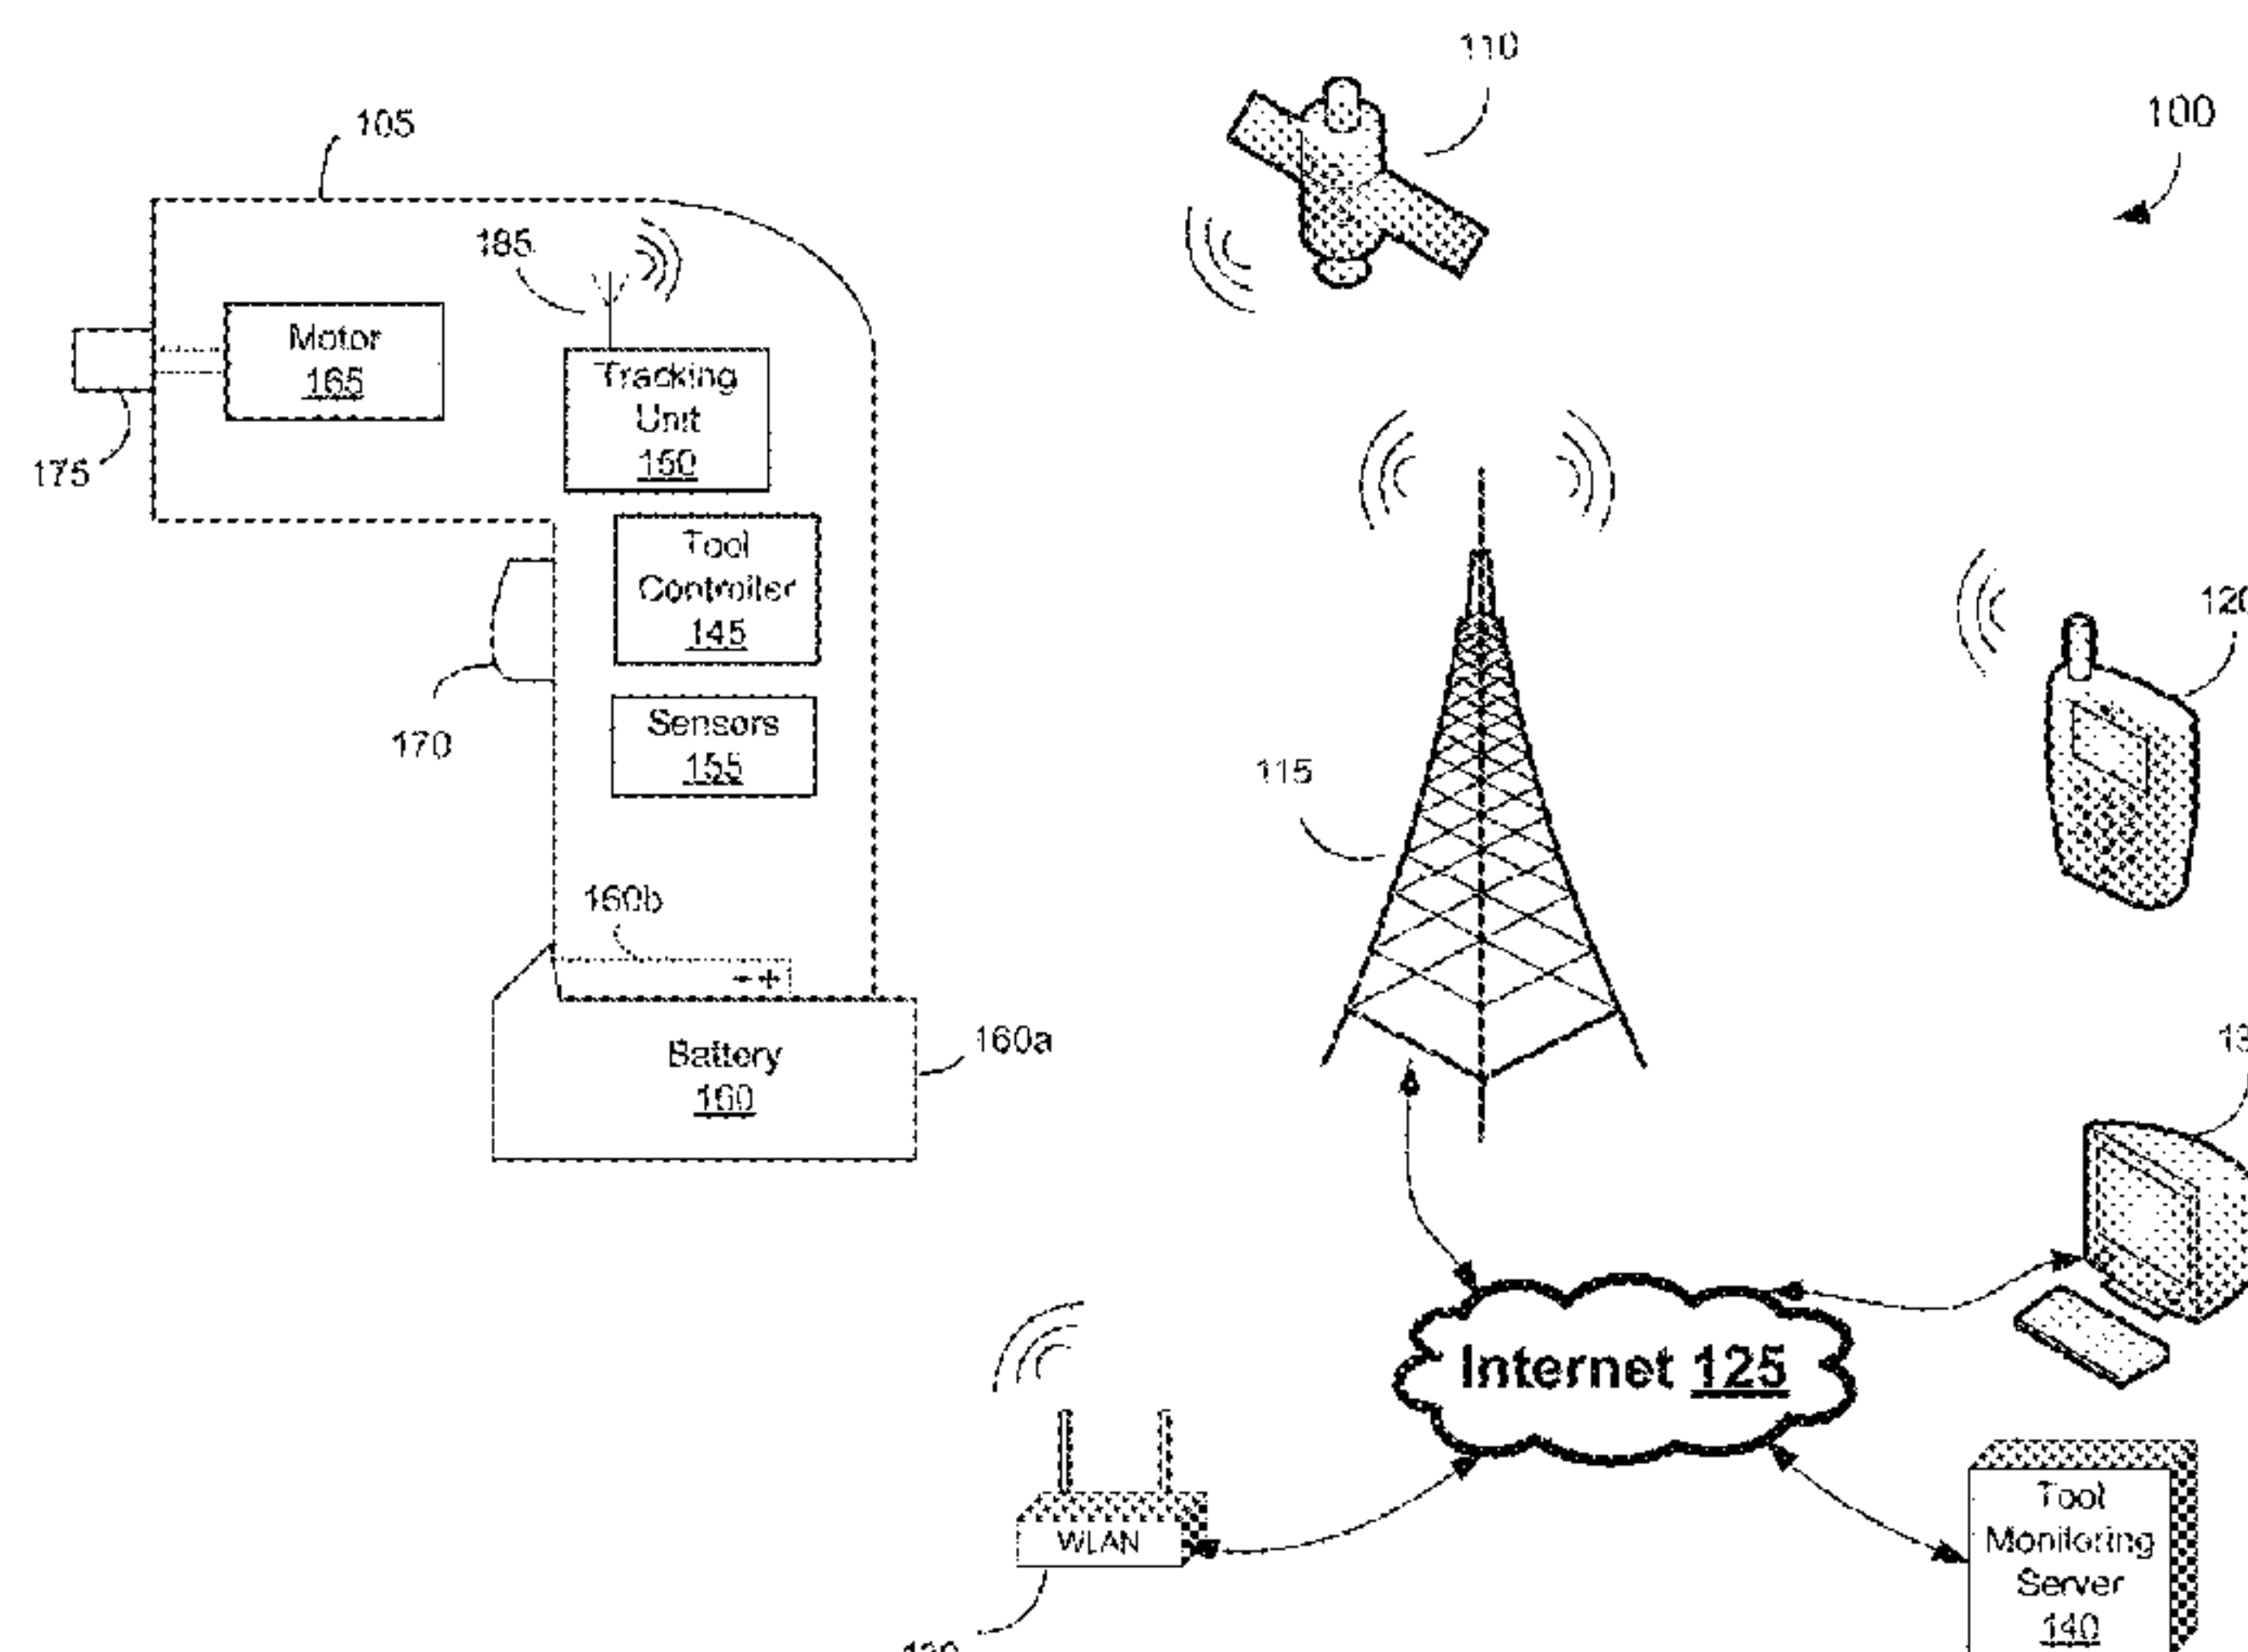 110
105
100
185
Motor
165
Tracking
Unit
150
175
Tool
Controller
145
120
Sensors
155
170
115
160b
- +
160a
Battery
160
Internet 125
WLAN
Tool
Monitoring
Server
140